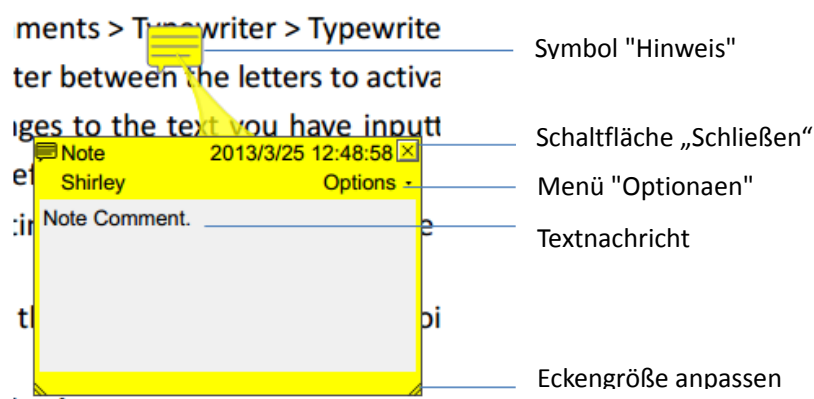 ments > Typewriter > Typewrite
Symbol "Hinweis"
ter between the letters to activa
ges to the text you have inputt
Schaltfläche „Schließen“
Note 2013/3/25 12:48:58
Shirley Options
Menü "Optionaen"
Note Comment.
Textnachricht
Eckengröße anpassen